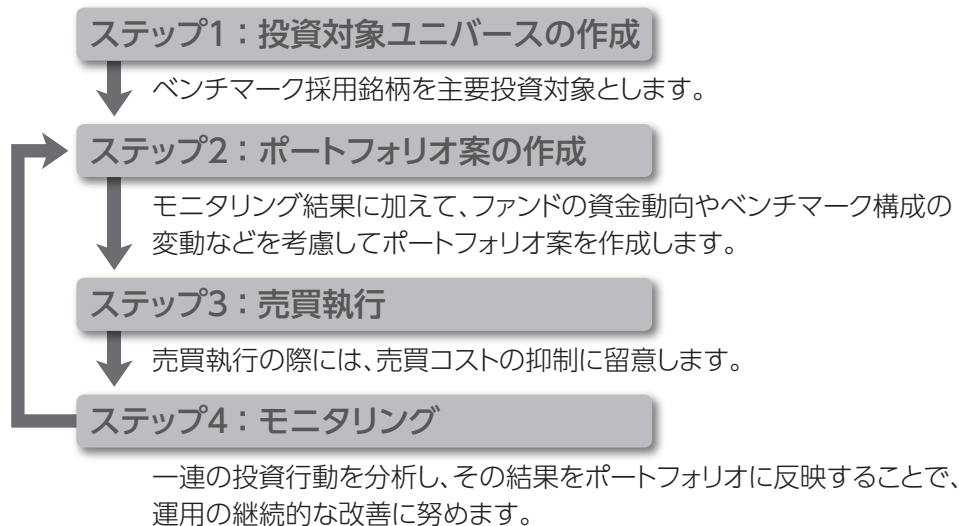 ステップ1：投資対象ユニバースの作成
ベンチマーク採用銘柄を主要投資対象とします。
ステップ2：ポートフォリオ案の作成
モニタリング結果に加えて、ファンドの資金動向やベンチマーク構成の
変動などを考慮してポートフォリオ案を作成します。
ステップ3：売買執行
売買執行の際には、売買コストの抑制に留意します。
ステップ4：モニタリング
一連の投資行動を分析し、その結果をポートフォリオに反映することで、
運用の継続的な改善に努めます。